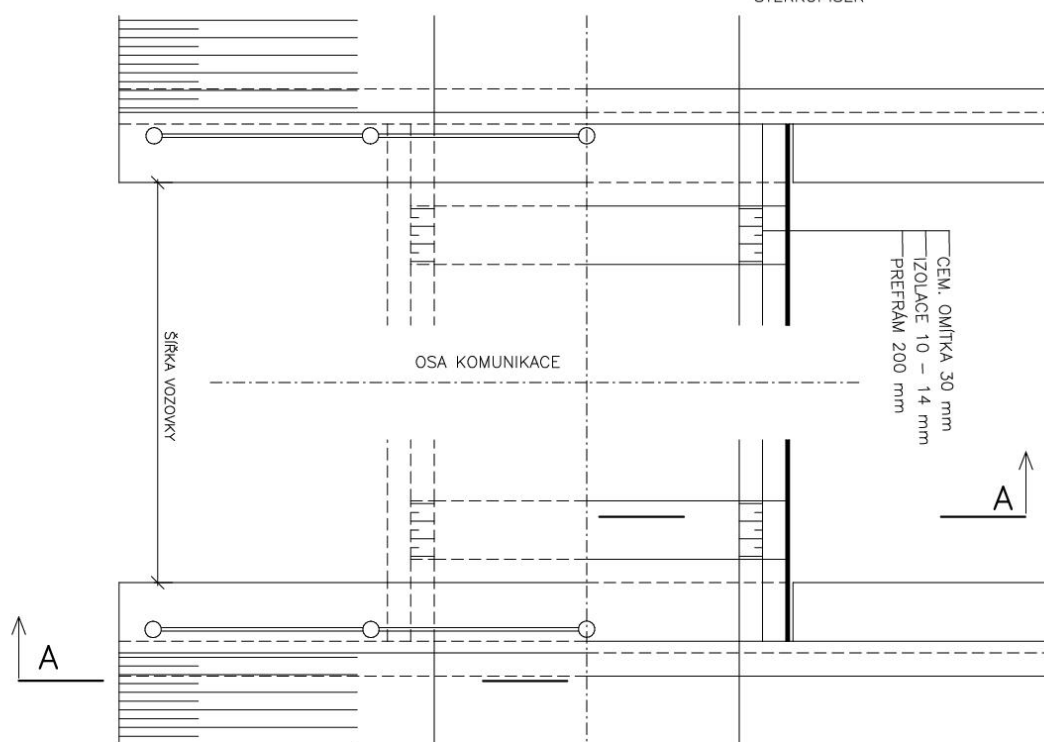 CEM. OMÍTKA 30 mm
IZOLACE 10 – 14 mm
PREFRÁM 200 mm
ŠÍŘKA VOZOVKY
OSA KOMUNIKACE
A
A